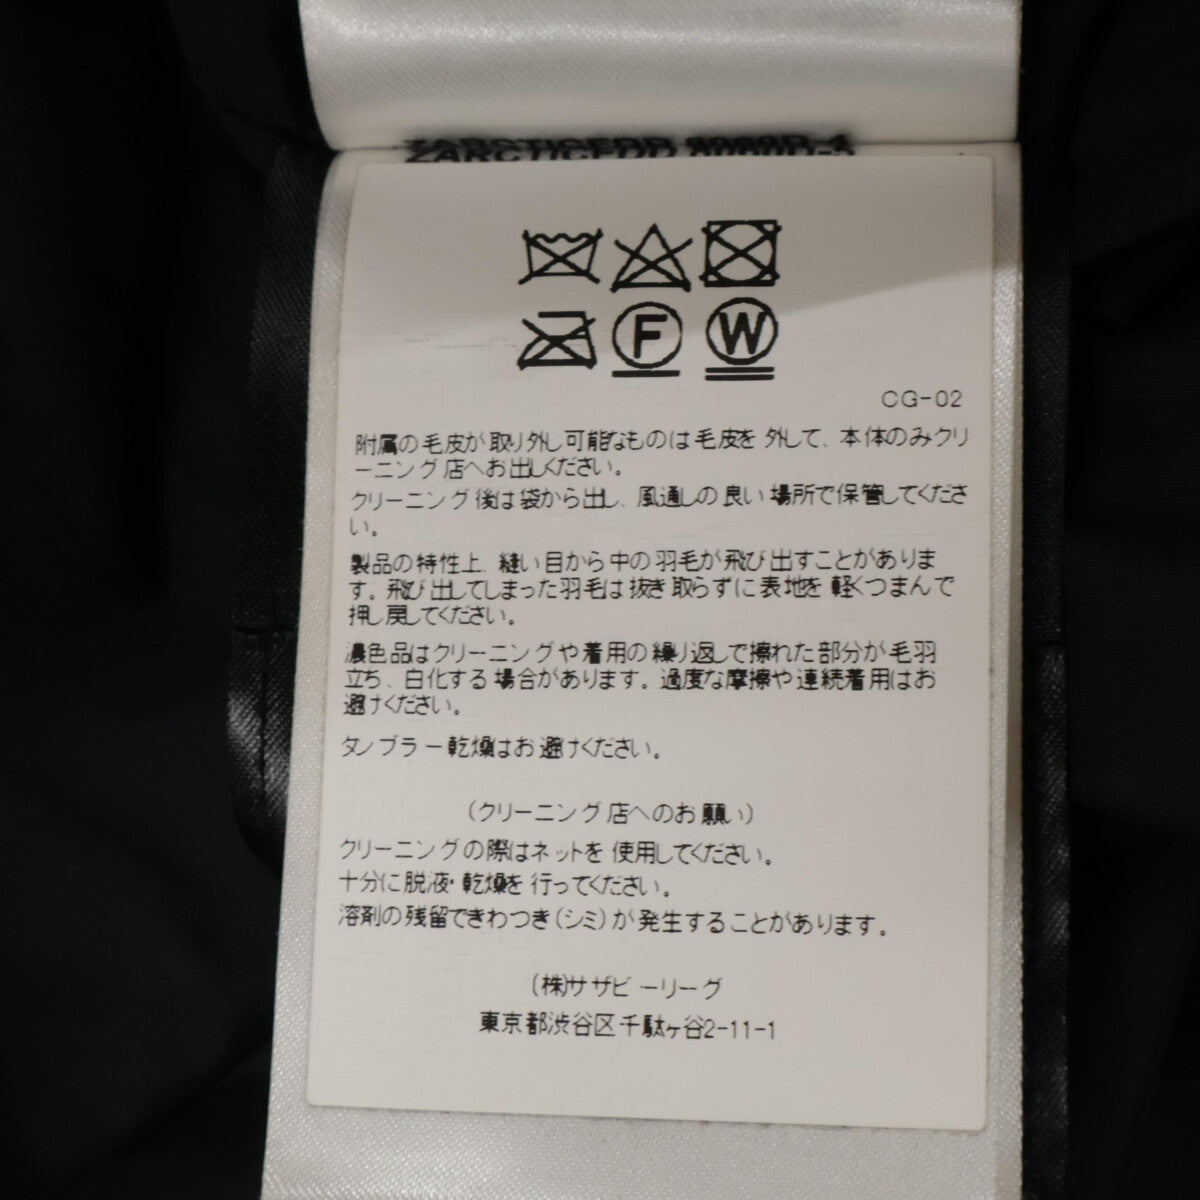 F
W
CG-02
附属の毛皮が取り外し可能なものは毛皮を外して、本体のみクリ
ーニング店へお出しください。
クリーニング後は袋から出し、風通しの良い場所で保管してくださ
い。
製品の特性上、縫い目から中の羽毛が飛び出すことがありま
す。飛び出してしまった羽毛は抜き取らずに表地を軽くつまんで
押し戻してください。
濃色品はクリーニングや着用の繰り返しで擦れた部分が毛羽
立ち、白化する場合があります。過度な摩擦や連続着用はお
避けください。
タンブラー乾燥はお避けください。
(クリーニング店へのお願い)
クリーニングの際はネットを使用してください。
十分に脱液・乾燥を行ってください。
溶剤の残留できわつき(シミ)が発生することがあります。
(株)サザビーリーグ
東京都渋谷区千駄ヶ谷2-11-1